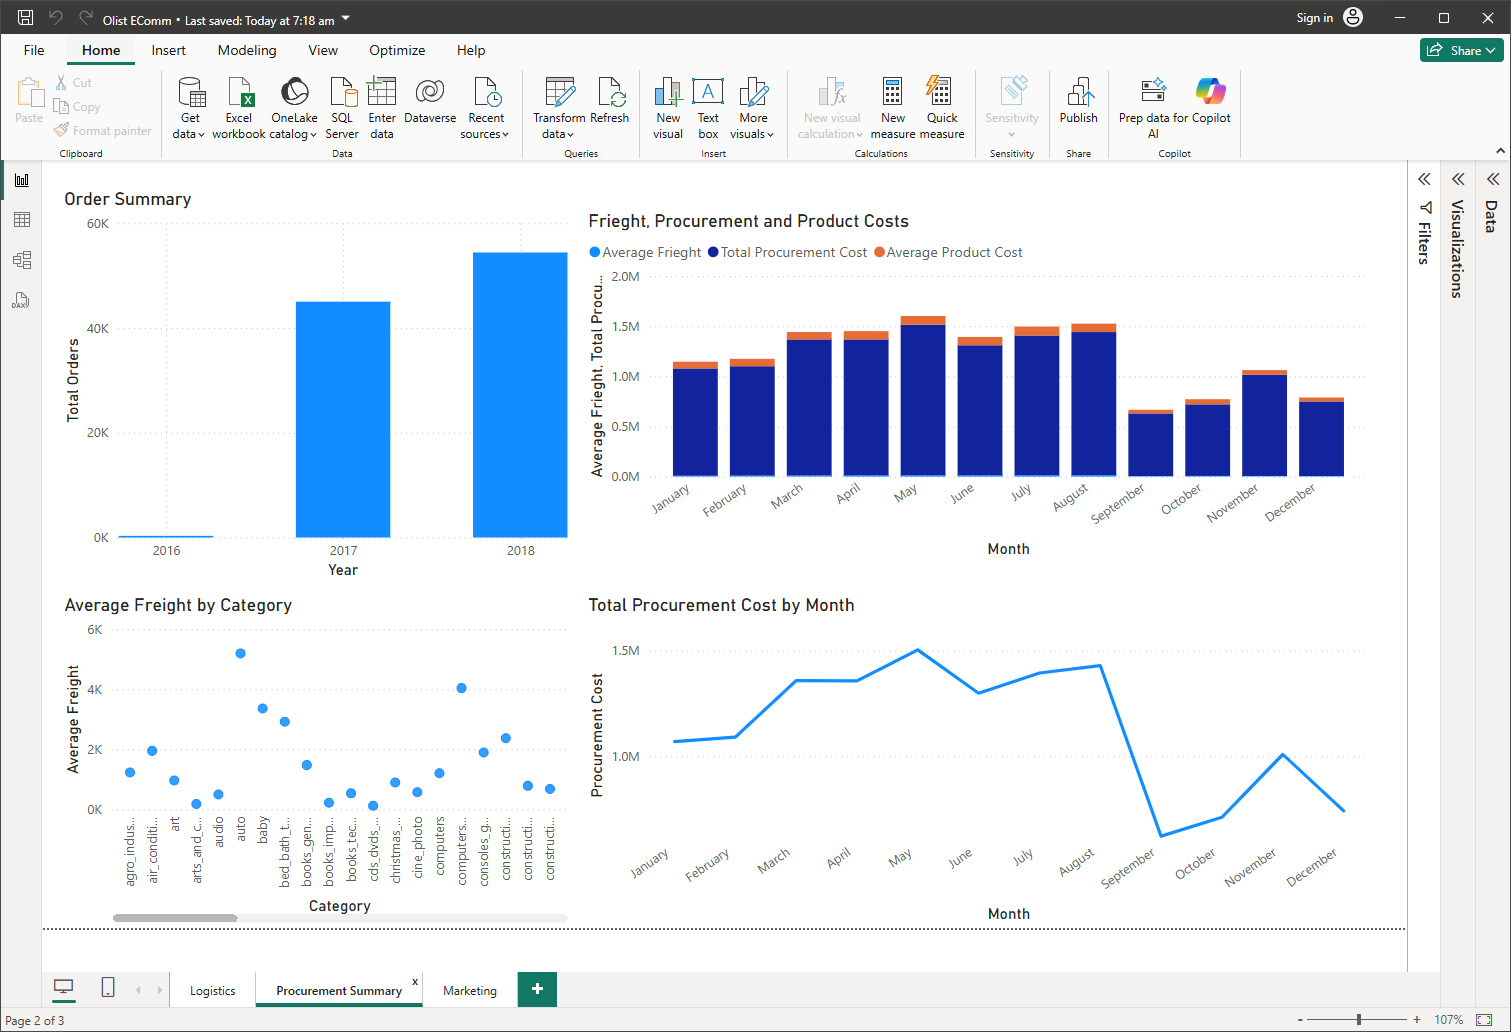 Olist EComm • Last saved: Today at 7:18 am
Sign in
File Home Insert Modeling View Optimize Help
Share
Paste
Cut
Copy
Format painter
Clipboard
Get data
Excel workbook
OneLake catalog
SQL Server
Enter data
Dataverse
Recent sources
Data
Transform data
Refresh
Queries
New visual
Text box
More visuals
Insert
New visual calculation
New measure
Quick measure
Calculations
Sensitivity
Sensitivity
Publish
Share
Prep data for AI
Copilot
Copilot
DAX
Order Summary
Total Orders
60K
40K
20K
0K
2016 2017 2018
Year
Frieght, Procurement and Product Costs
Average Frieght Total Procurement Cost Average Product Cost
Average Frieght, Total Procu...
2.0M
1.5M
1.0M
0.5M
0.0M
January February March April May June July August September October November December
Month
Average Freight by Category
Average Freight
6K
4K
2K
0K
agro_indus... air_conditi... art arts_and_c... audio auto baby bed_bath_t... books_gen... books_imp... books_tec... cds_dvds_... christmas_... cine_photo computers computers... consoles_g... constructi... constructi... constructi...
Category
Total Procurement Cost by Month
Procurement Cost
1.5M
1.0M
January February March April May June July August September October November December
Month
Filters
Visualizations
Data
Logistics
Procurement Summary x
Marketing
+
Page 2 of 3
- + 107%